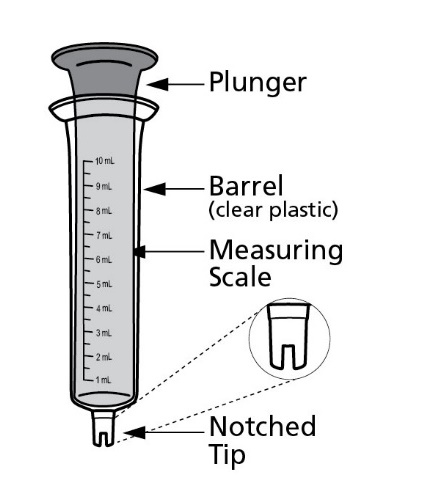 Plunger
10 mL
9 mL
Barrel
(clear plastic)
8 mL
7 mL
Measuring
Scale
6 mL
5 mL
4 mL
3 mL
2 mL
1 mL
Notched
Tip